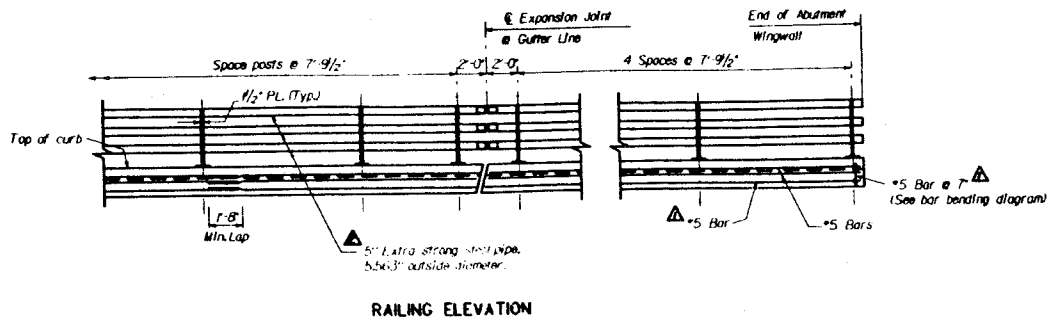 ℄ Expansion Joint
@ Gutter Line
End of Abutment
Wingwall
Space posts @ 7'-9½"
2'-0"
2'-0"
4 Spaces @ 7'-9½"
PL. (Typ.)
Top of curb
1'-8"
Min. Lap
5" Extra strong steel pipe,
5.563" outside diameter.
#5 Bar
#5 Bars
#5 Bar @ 7"
(See bar bending diagram)
RAILING ELEVATION